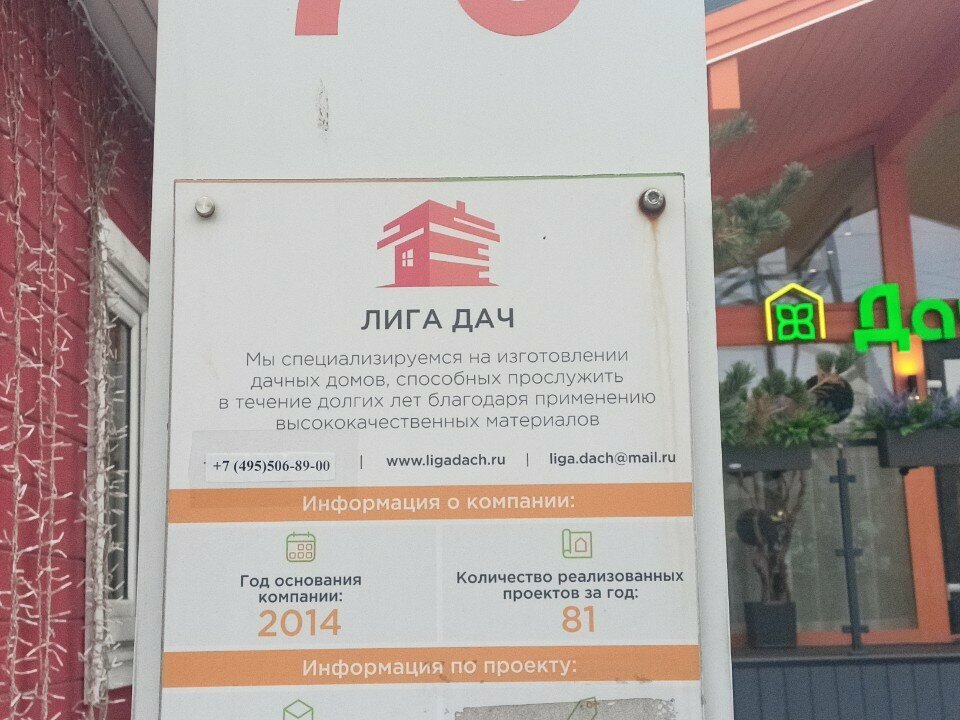 ЛИГА ДАЧ
Мы специализируемся на изготовлении
дачных домов, способных прослужить
в течение долгих лет благодаря применению
высококачественных материалов
+7 (495)506-89-00 | www.ligadach.ru | liga.dach@mail.ru
Информация о компании:
Год основания
компании:
2014
Количество реализованных
проектов за год:
81
Информация по проекту: